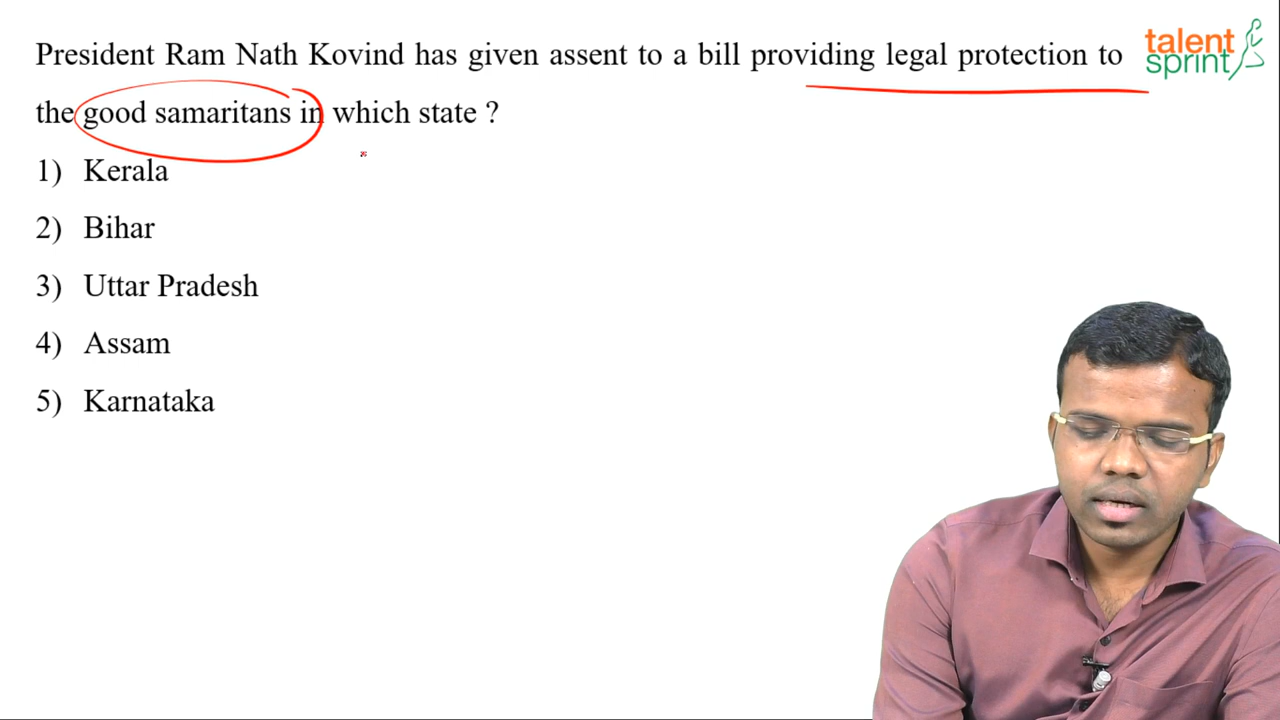 President Ram Nath Kovind has given assent to a bill providing legal protection to
the good samaritans in which state ?
1) Kerala
2) Bihar
3) Uttar Pradesh
4) Assam
5) Karnataka
talent
sprint